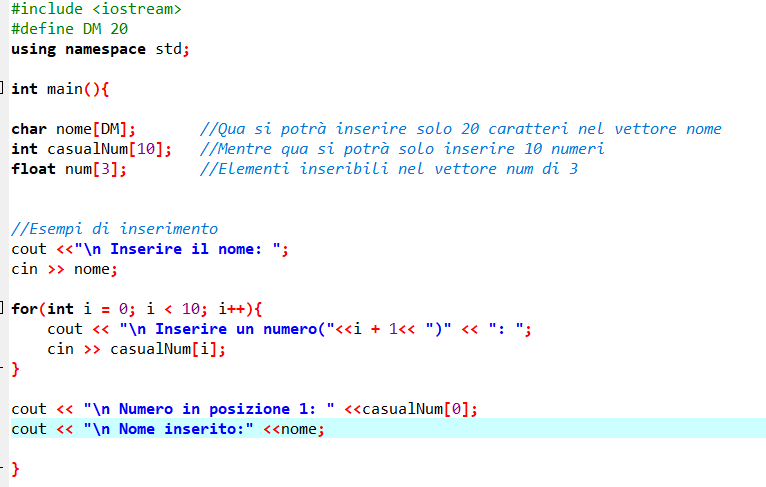 #include <iostream>
#define DM 20
using namespace std;
int main(){
char nome[DM];       //Qua si potrà inserire solo 20 caratteri nel vettore nome
int casualNum[10];   //Mentre qua si potrà solo inserire 10 numeri
float num[3];        //Elementi inseribili nel vettore num di 3
//Esempi di inserimento
cout <<"\n Inserire il nome: ";
cin >> nome;
for(int i = 0; i < 10; i++){
    cout << "\n Inserire un numero("<<i + 1<< ")" << ": ";
    cin >> casualNum[i];
}
cout << "\n Numero in posizione 1: " <<casualNum[0];
cout << "\n Nome inserito:" <<nome;
}